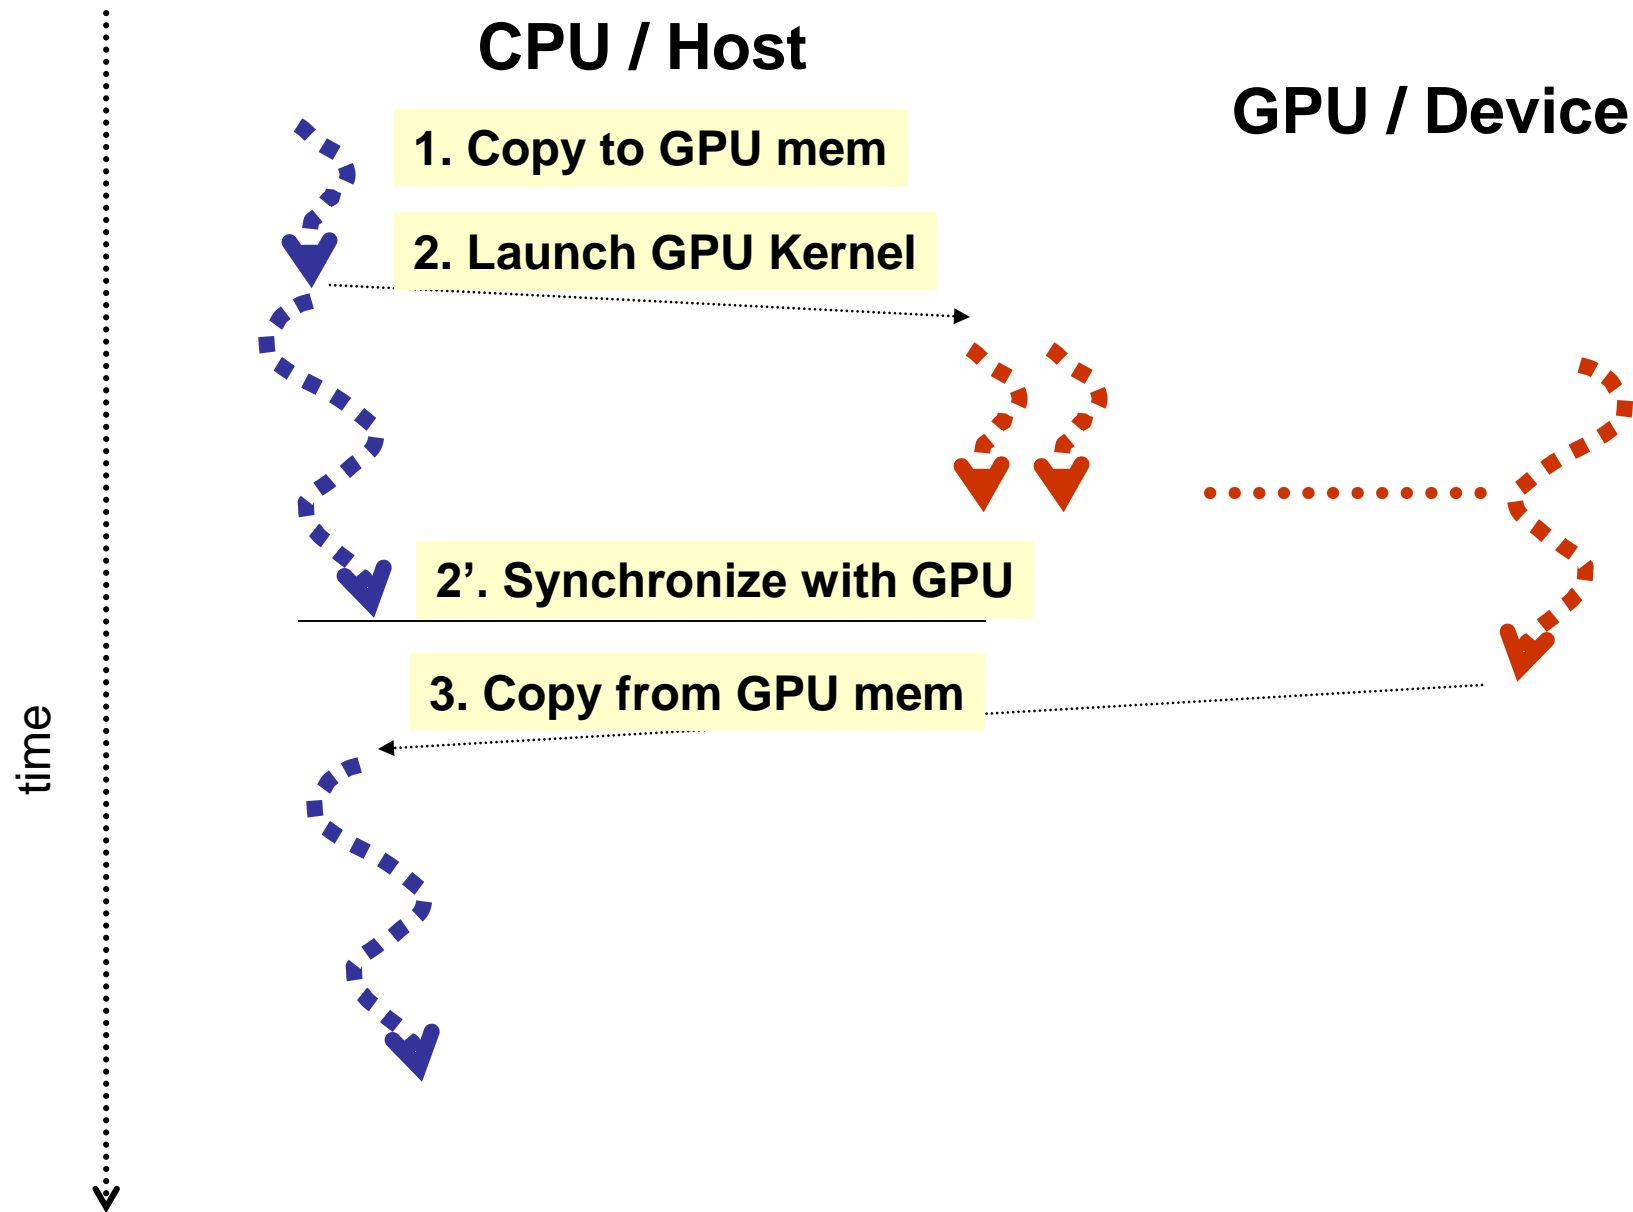 CPU / Host
GPU / Device
1. Copy to GPU mem
2. Launch GPU Kernel
2’. Synchronize with GPU
3. Copy from GPU mem
time